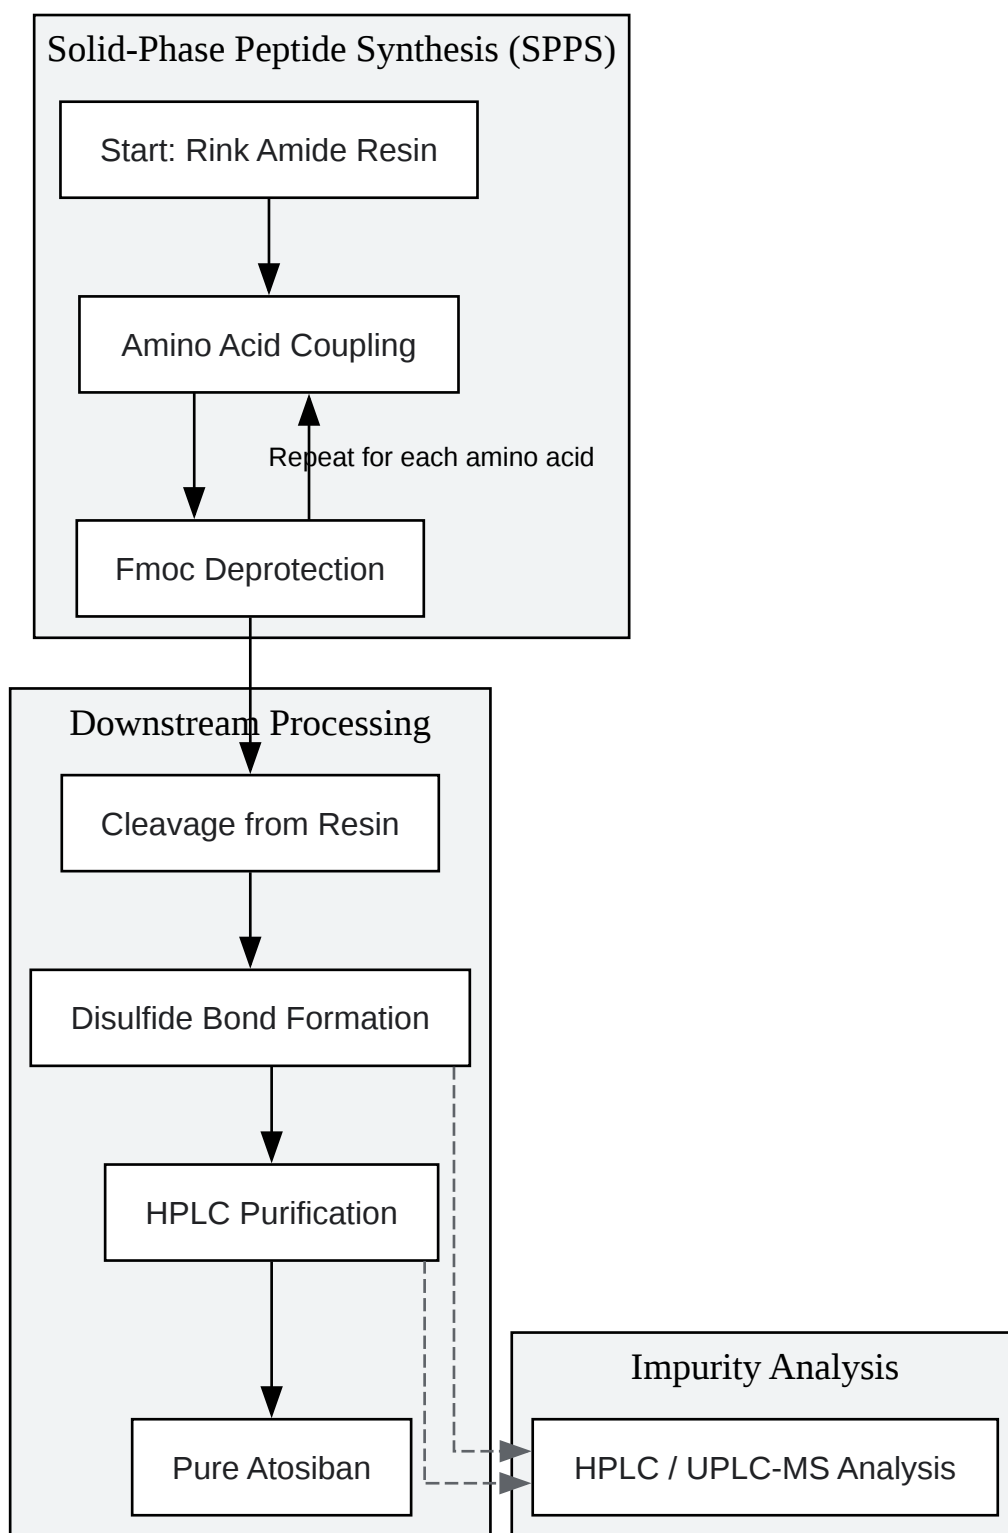 Solid-Phase Peptide Synthesis (SPPS)
Start: Rink Amide Resin
Amino Acid Coupling
Repeat for each amino acid
Fmoc Deprotection
Downstream Processing
Cleavage from Resin
Disulfide Bond Formation
HPLC Purification
Pure Atosiban
Impurity Analysis
HPLC / UPLC-MS Analysis